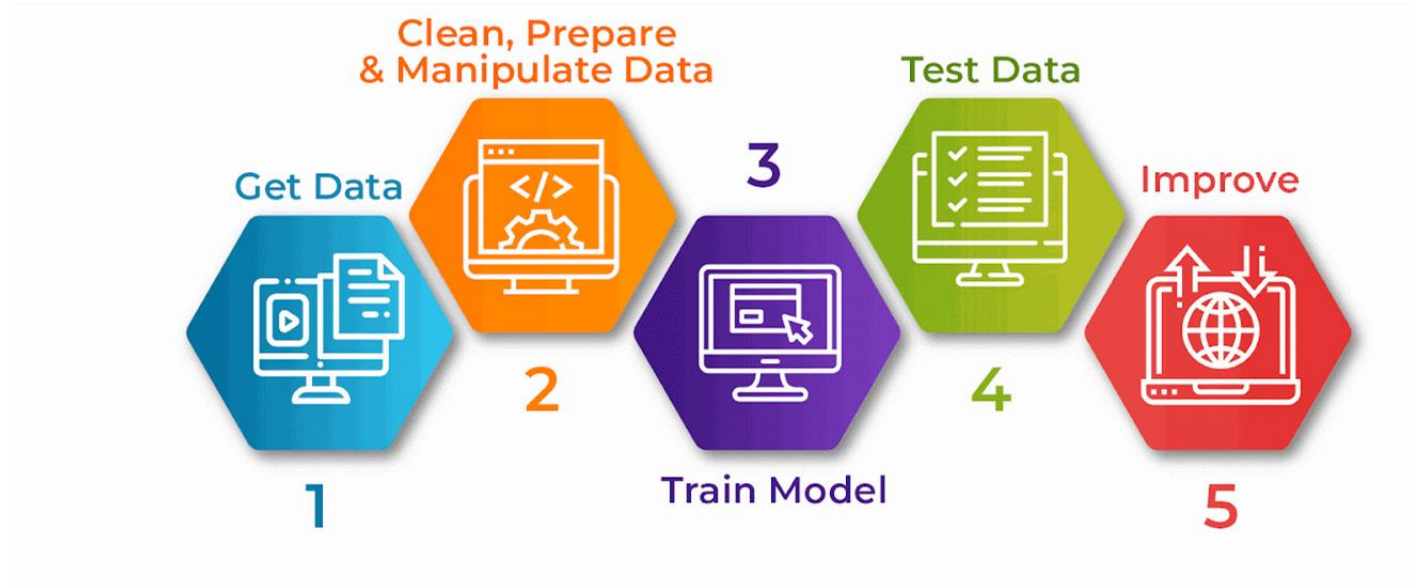 Get Data
1
Clean, Prepare
& Manipulate Data
</>
2
3
Train Model
Test Data
4
Improve
5